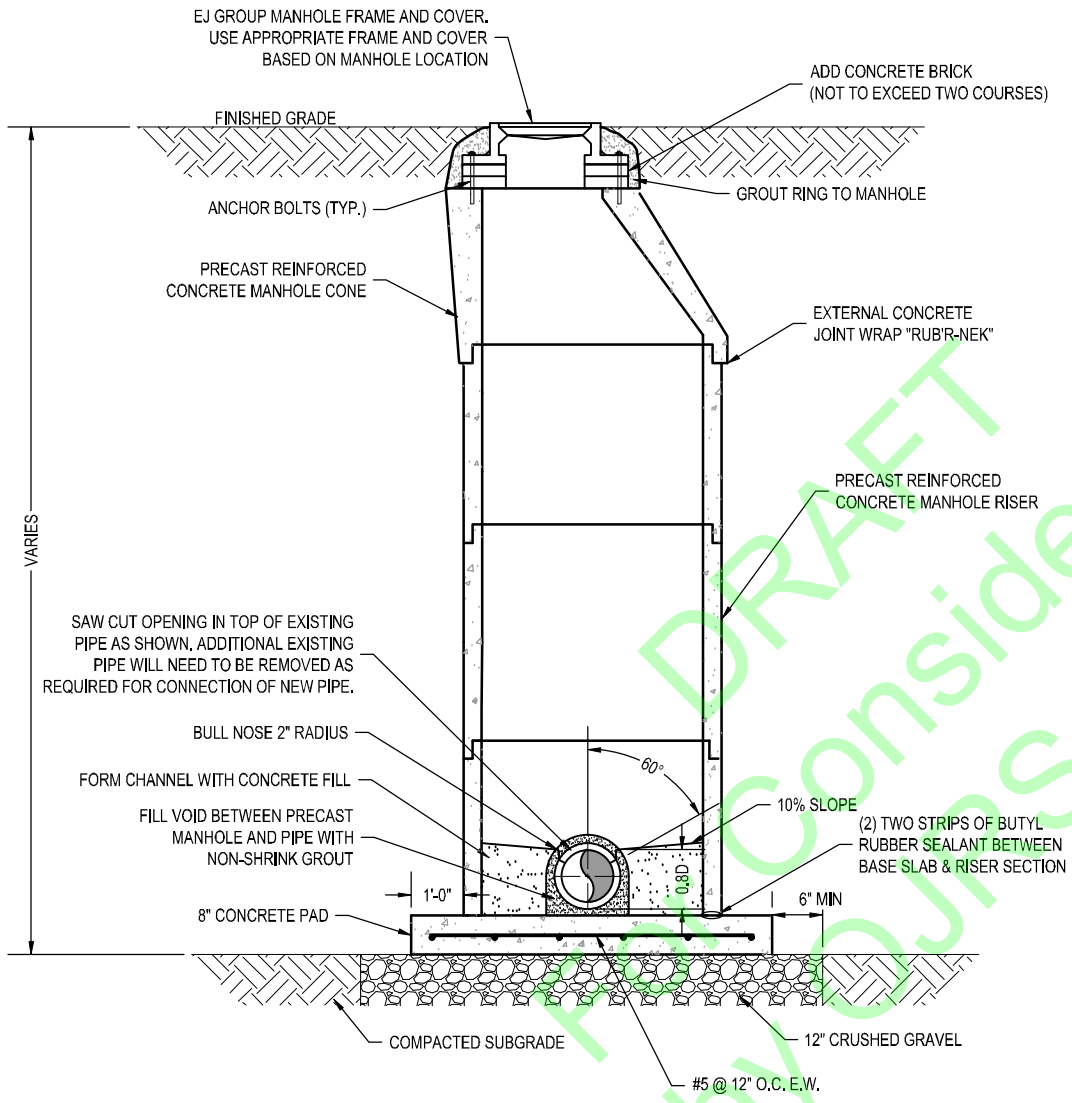 EJ GROUP MANHOLE FRAME AND COVER.
USE APPROPRIATE FRAME AND COVER
BASED ON MANHOLE LOCATION
ADD CONCRETE BRICK
(NOT TO EXCEED TWO COURSES)
FINISHED GRADE
GROUT RING TO MANHOLE
ANCHOR BOLTS (TYP.)
PRECAST REINFORCED
CONCRETE MANHOLE CONE
EXTERNAL CONCRETE
JOINT WRAP "RUB'R-NEK"
PRECAST REINFORCED
CONCRETE MANHOLE RISER
VARIES
SAW CUT OPENING IN TOP OF EXISTING
PIPE AS SHOWN. ADDITIONAL EXISTING
PIPE WILL NEED TO BE REMOVED AS
REQUIRED FOR CONNECTION OF NEW PIPE.
BULL NOSE 2" RADIUS
60°
FORM CHANNEL WITH CONCRETE FILL
10% SLOPE
FILL VOID BETWEEN PRECAST
MANHOLE AND PIPE WITH
NON-SHRINK GROUT
(2) TWO STRIPS OF BUTYL
RUBBER SEALANT BETWEEN
BASE SLAB & RISER SECTION
0.8D
1'-0"
6" MIN
8" CONCRETE PAD
COMPACTED SUBGRADE
12" CRUSHED GRAVEL
#5 @ 12" O.C. E.W.
DRAFT
For Conside
by OJRS